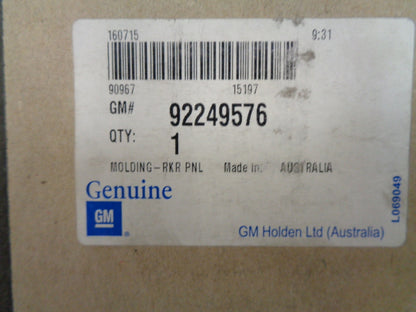 160715 9:31
90967 15197
GM# 92249576
QTY: 1
MOLDING-RKR PNL Made in: AUSTRALIA
Genuine
GM ®
GM Holden Ltd (Australia)
L069049